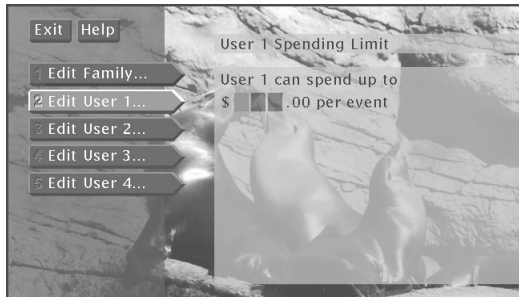 Exit Help
User 1 Spending Limit
1 Edit Family...
2 Edit User 1...
3 Edit User 2...
4 Edit User 3...
5 Edit User 4...
User 1 can spend up to
$ .00 per event